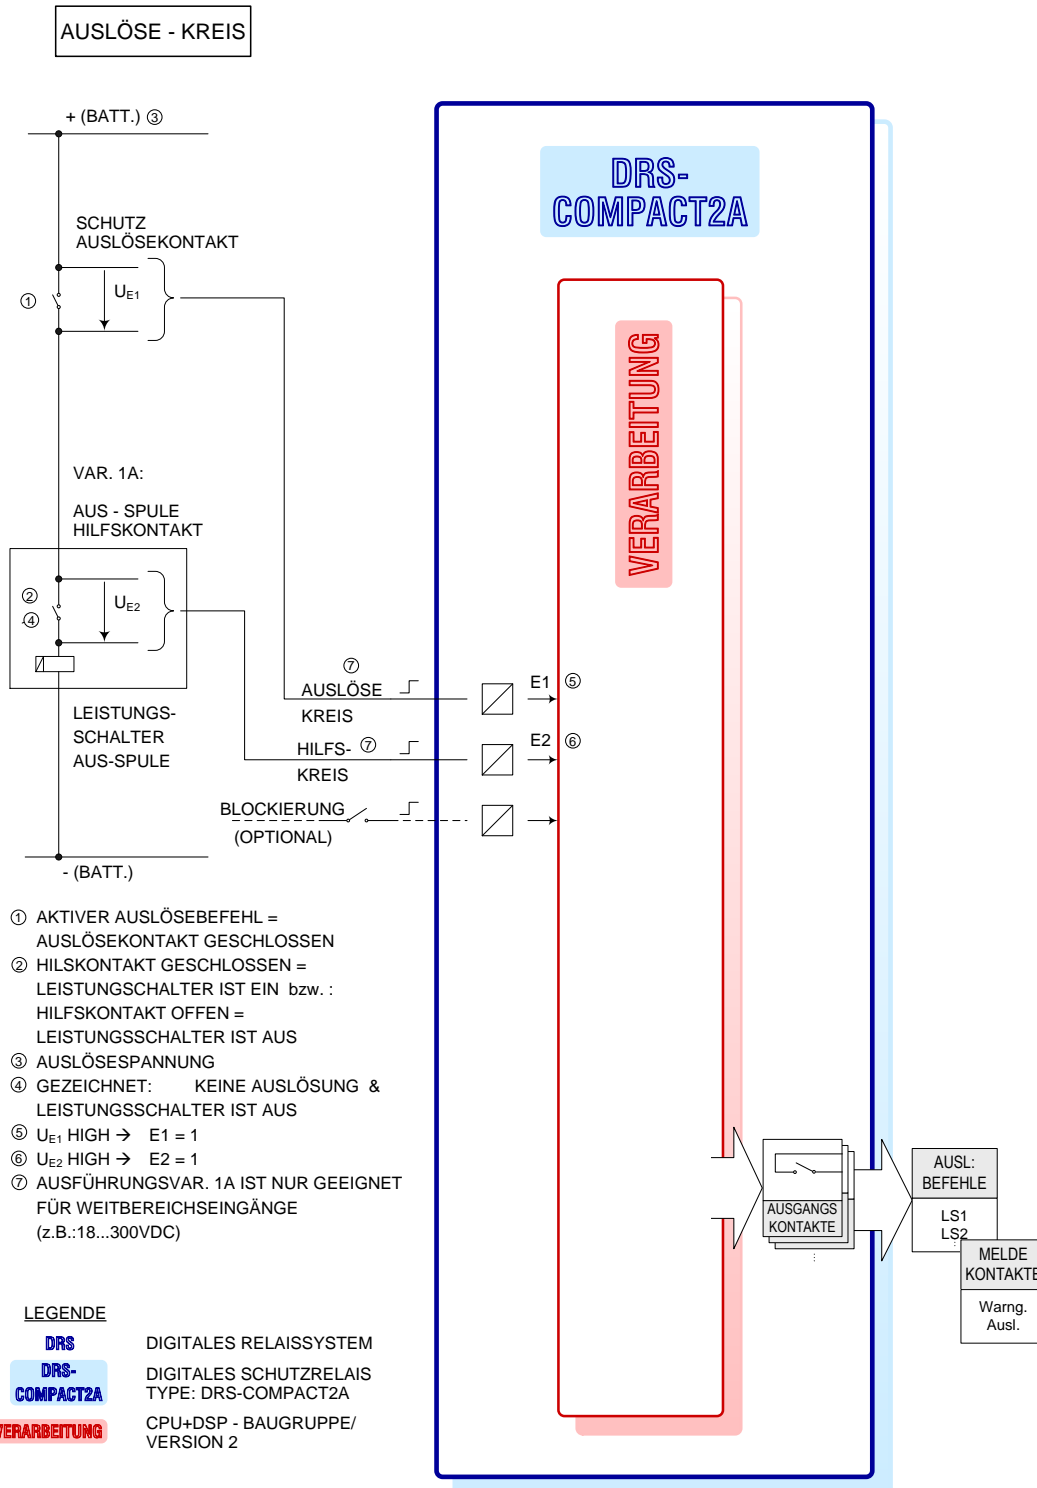 AUSLÖSE - KREIS
+ (BATT.) ③
DRS-
COMPACT2A
SCHUTZ
AUSLÖSEKONTAKT
① UE1
VERARBEITUNG
VAR. 1A:
AUS - SPULE
HILFSKONTAKT
② UE2
④
LEISTUNGS-
SCHALTER
AUS-SPULE
⑦
AUSLÖSE
KREIS
E1 ⑤
HILFS- ⑦
KREIS
E2 ⑥
BLOCKIERUNG
(OPTIONAL)
- (BATT.)
① AKTIVER AUSLÖSEBEFEHL =
AUSLÖSEKONTAKT GESCHLOSSEN
② HILSKONTAKT GESCHLOSSEN =
LEISTUNGSCHALTER IST EIN bzw. :
HILFSKONTAKT OFFEN =
LEISTUNGSSCHALTER IST AUS
③ AUSLÖSESPANNUNG
④ GEZEICHNET: KEINE AUSLÖSUNG &
LEISTUNGSSCHALTER IST AUS
⑤ UE1 HIGH → E1 = 1
⑥ UE2 HIGH → E2 = 1
⑦ AUSFÜHRUNGSVAR. 1A IST NUR GEEIGNET
FÜR WEITBEREICHSEINGÄNGE
(z.B.:18...300VDC)
AUSGANGS
KONTAKTE
AUSL:
BEFEHLE
LS1
LS2
MELDE
KONTAKTE
Warng.
Ausl.
LEGENDE
DRS DIGITALES RELAISSYSTEM
DRS-
COMPACT2A
DIGITALES SCHUTZRELAIS
TYPE: DRS-COMPACT2A
VERARBEITUNG
CPU+DSP - BAUGRUPPE/
VERSION 2